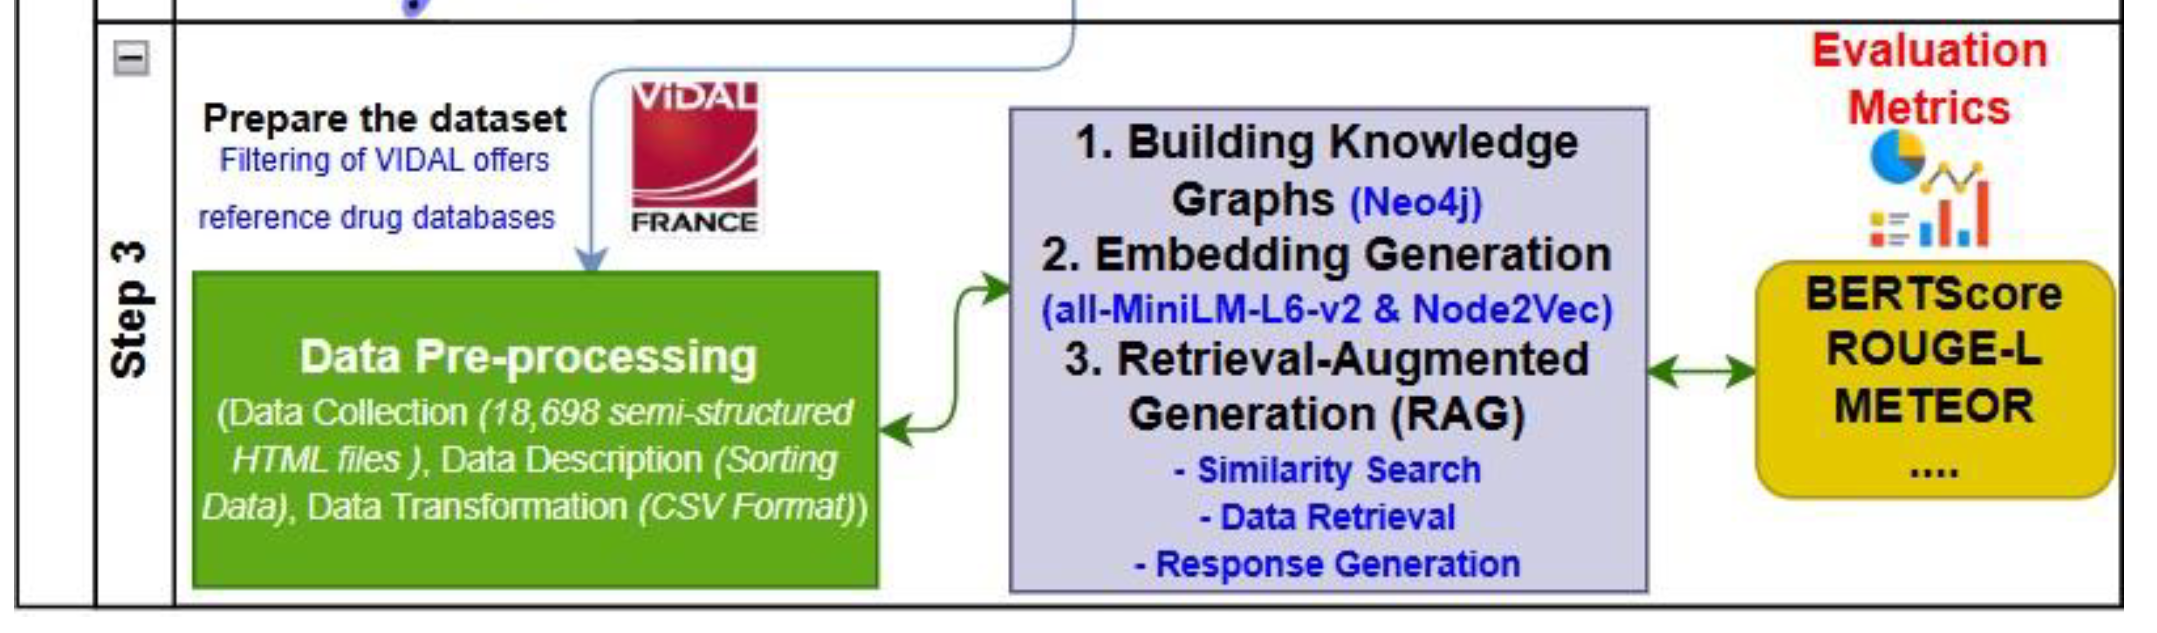 Step 3
Prepare the dataset
Filtering of VIDAL offers
reference drug databases
ViDAL
FRANCE
Data Pre-processing
(Data Collection (18,698 semi-structured
HTML files ), Data Description (Sorting
Data), Data Transformation (CSV Format))
1. Building Knowledge
Graphs (Neo4j)
2. Embedding Generation
(all-MiniLM-L6-v2 & Node2Vec)
3. Retrieval-Augmented
Generation (RAG)
- Similarity Search
- Data Retrieval
- Response Generation
Evaluation
Metrics
BERTScore
ROUGE-L
METEOR
....